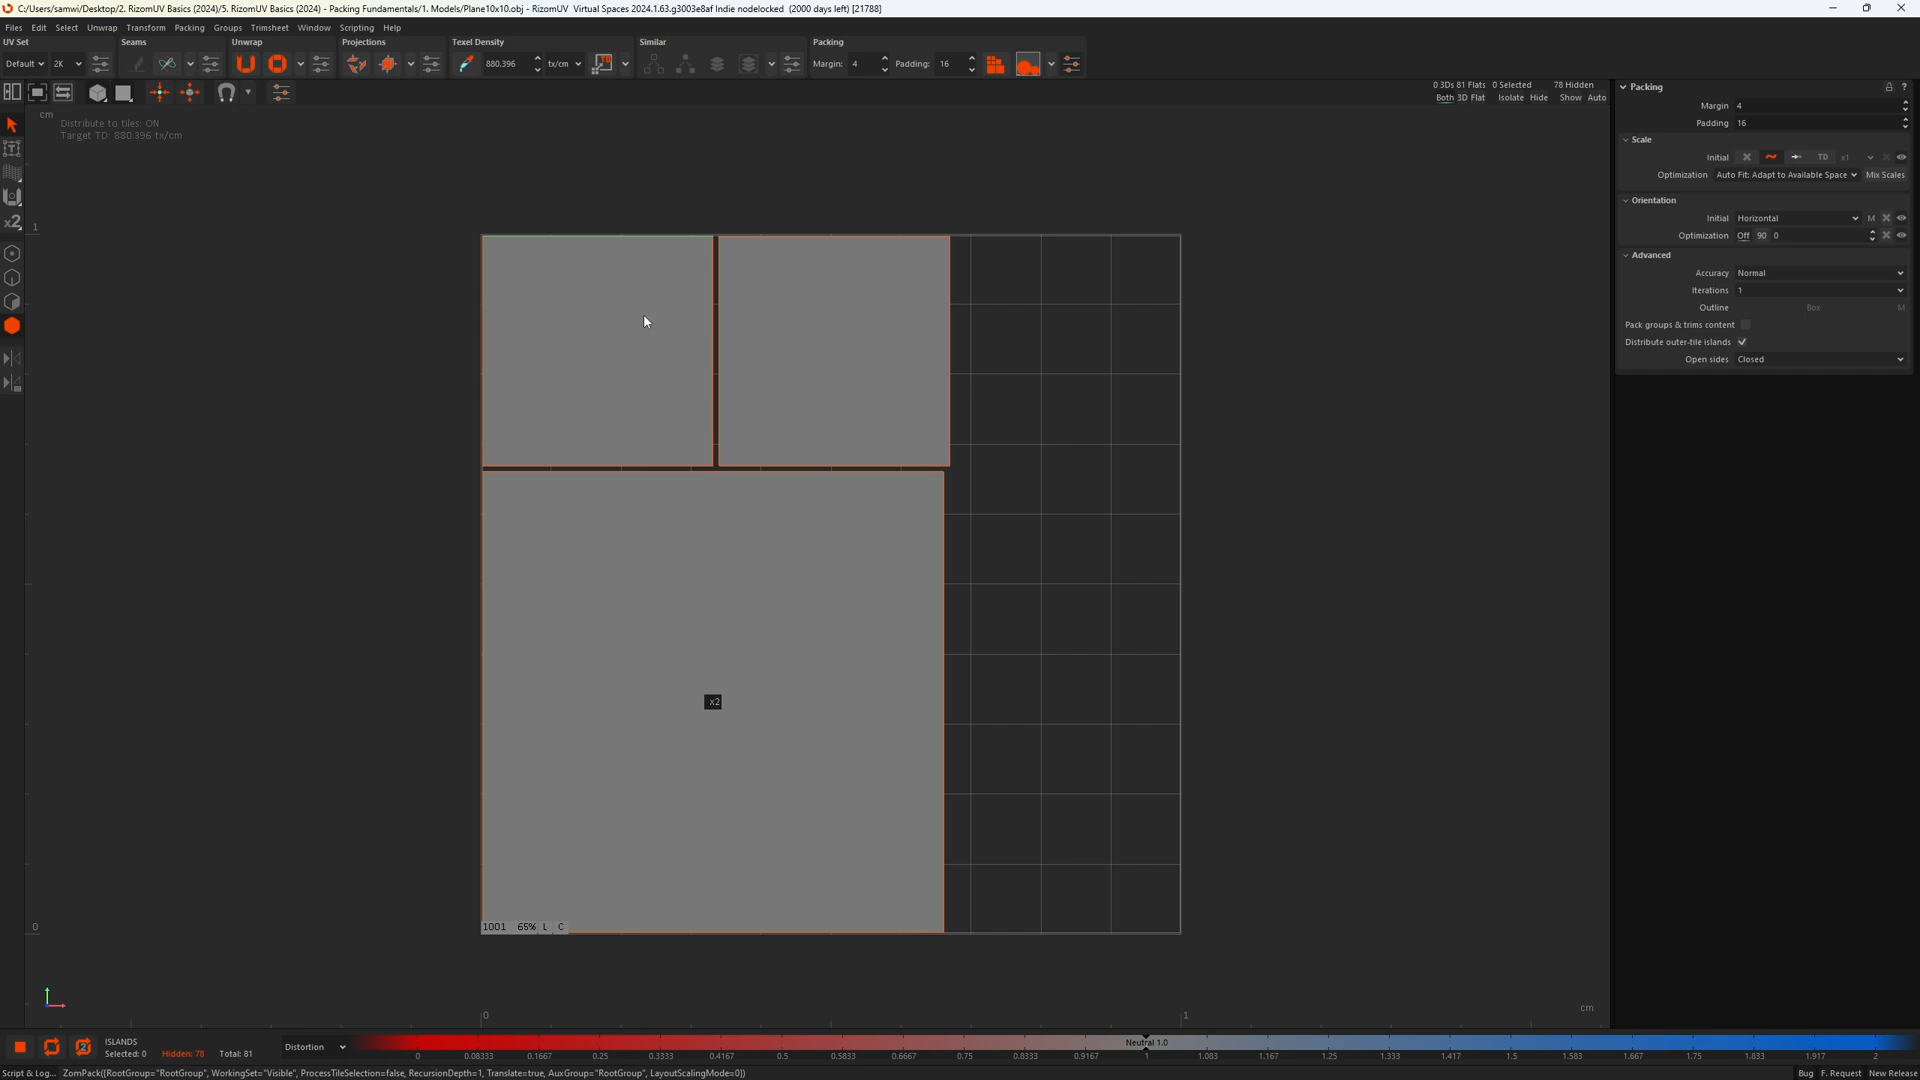 C:/Users/samwi/Desktop/2. RizomUV Basics (2024)/5. RizomUV Basics (2024) - Packing Fundamentals/1. Models/Plane10x10.obj - RizomUV  Virtual Spaces 2024.1.63.g3003e8af Indie nodelocked  (2000 days left) [21788]
Files Edit Select Unwrap Transform Packing Groups Trimsheet Window Scripting Help
UV Set Seams Unwrap Projections Texel Density Similar Packing
Default 2K 880.396 tx/cm Margin: 4 Padding: 16
0 3Ds 81 Flats 0 Selected 78 Hidden
Both 3D Flat Isolate Hide Show Auto
cm
Distribute to tiles: ON
Target TD: 880.396 tx/cm
x2
1
x2
1001 65% L C
0
0
1
cm
Packing ?
Margin 4
Padding 16
Scale
Initial TD x1
Optimization Auto Fit: Adapt to Available Space Mix Scales
Orientation
Initial Horizontal M
Optimization Off 90 0
Advanced
Accuracy Normal
Iterations 1
Outline Box M
Pack groups & trims content
Distribute outer-tile islands
Open sides Closed
2
ISLANDS
Selected: 0 Hidden: 78 Total: 81
Distortion
Neutral 1.0
0 0.08333 0.1667 0.25 0.3333 0.4167 0.5 0.5833 0.6667 0.75 0.8333 0.9167 1 1.083 1.167 1.25 1.333 1.417 1.5 1.583 1.667 1.75 1.833 1.917 2
Script & Log... ZomPack({RootGroup="RootGroup", WorkingSet="Visible", ProcessTileSelection=false, RecursionDepth=1, Translate=true, AuxGroup="RootGroup", LayoutScalingMode=0})
Bug F. Request New Release